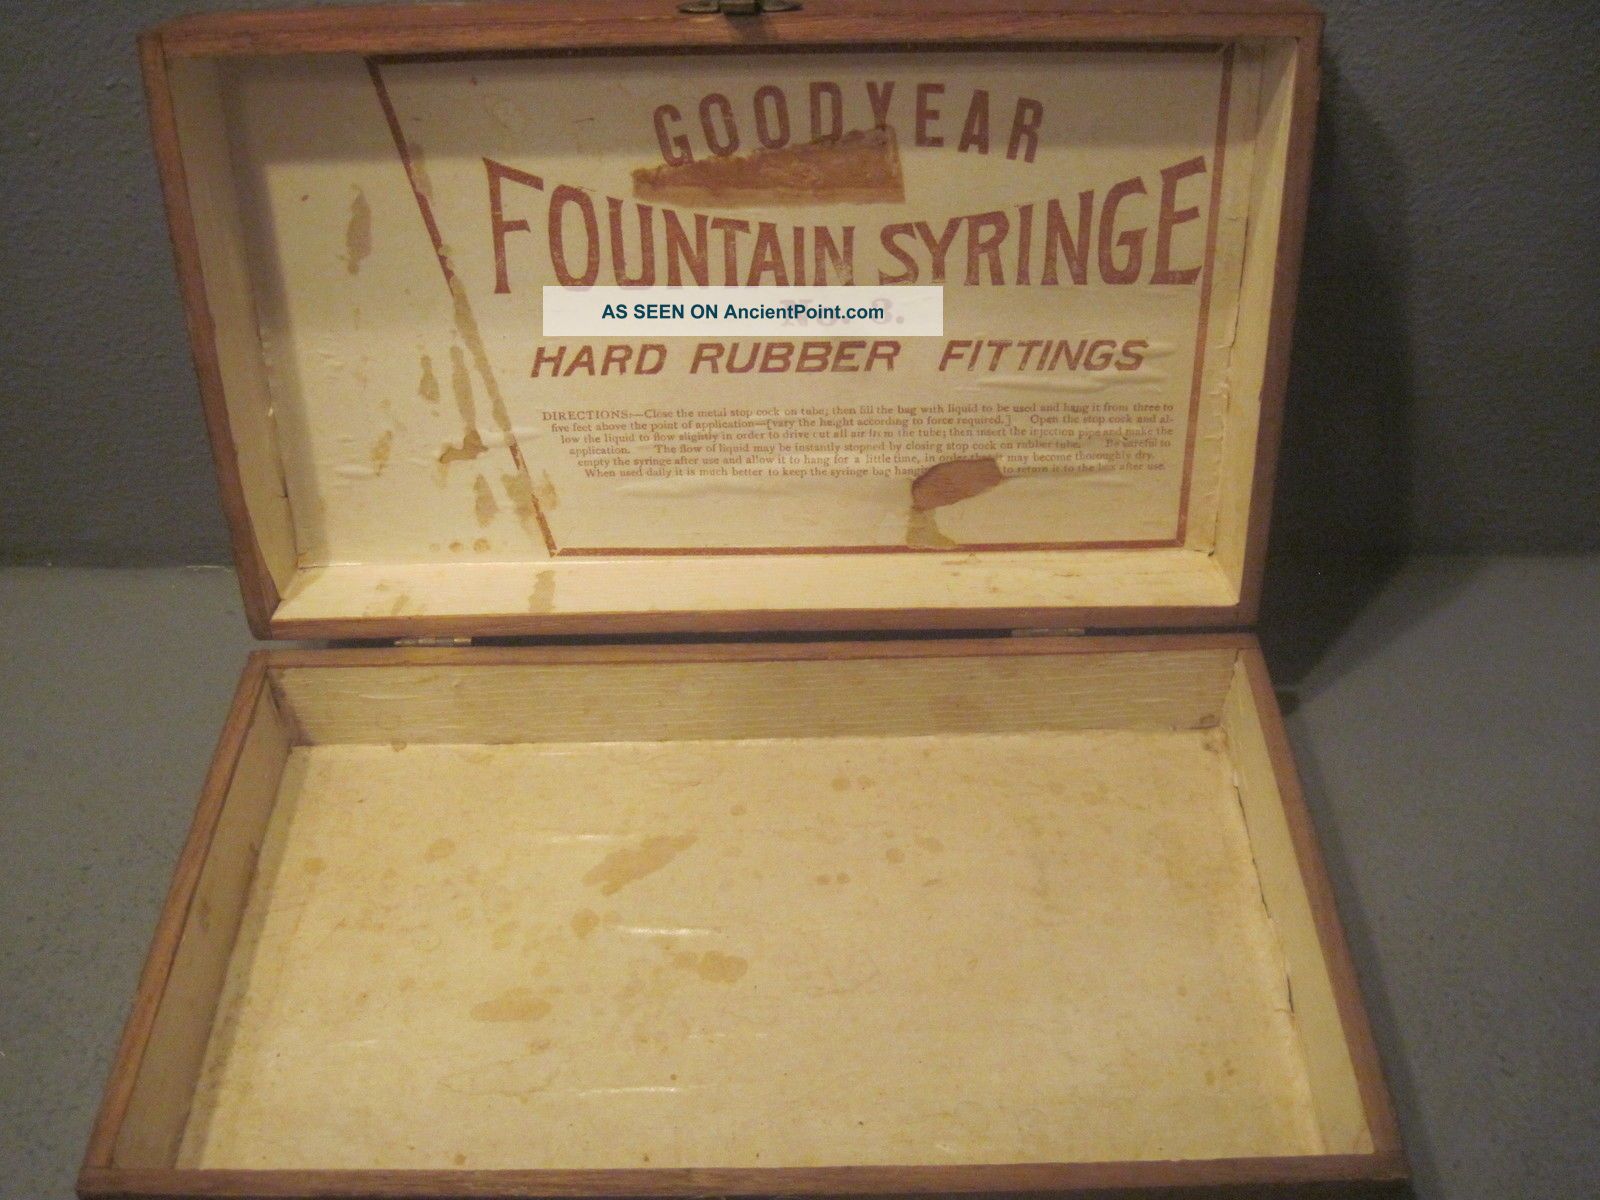 GOODYEAR
FOUNTAIN SYRINGE
No. 3.
AS SEEN ON AncientPoint.com
HARD RUBBER FITTINGS
DIRECTIONS:—Close the metal stop cock on tube; then fill the bag with liquid to be used and hang it from three to
five feet above the point of application—[vary the height according to force required.] Open the stop cock and al-
low the liquid to flow slightly in order to drive out all air from the tube; then insert the injection pipe and make the
application. The flow of liquid may be instantly stopped by closing stop cock on rubber tube. Be careful to
empty the syringe after use and allow it to hang for a little time, in order that it may become thoroughly dry.
When used daily it is much better to keep the syringe bag to return it to the box after use.